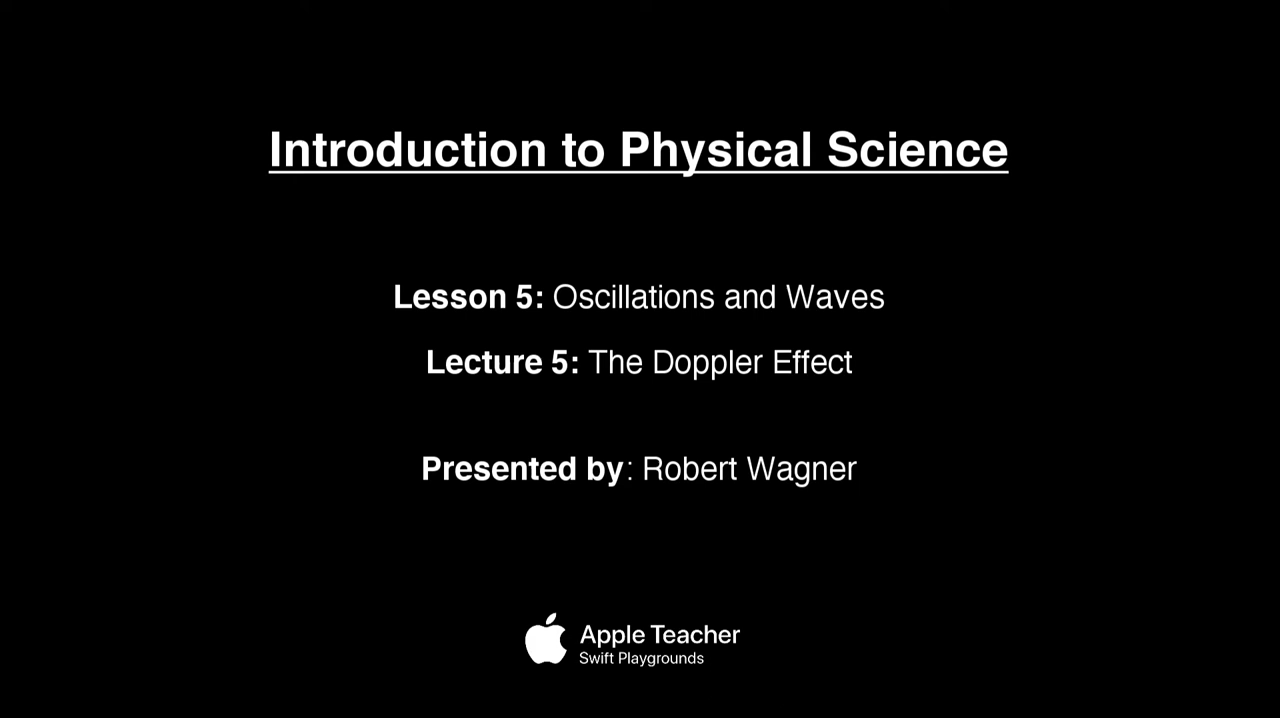 Introduction to Physical Science
Lesson 5: Oscillations and Waves
Lecture 5: The Doppler Effect
Presented by: Robert Wagner
Apple Teacher
Swift Playgrounds